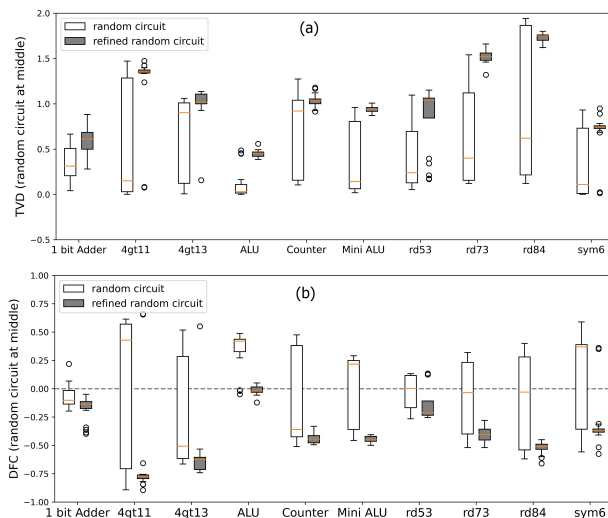 (a)
random circuit
refined random circuit
TVD (random circuit at middle)
2.0
1.5
1.0
0.5
0.0
−0.5
1 bit Adder 4gt11 4gt13 ALU Counter Mini ALU rd53 rd73 rd84 sym6
(b)
random circuit
refined random circuit
DFC (random circuit at middle)
1.00
0.75
0.50
0.25
0.00
−0.25
−0.50
−0.75
−1.00
1 bit Adder 4gt11 4gt13 ALU Counter Mini ALU rd53 rd73 rd84 sym6